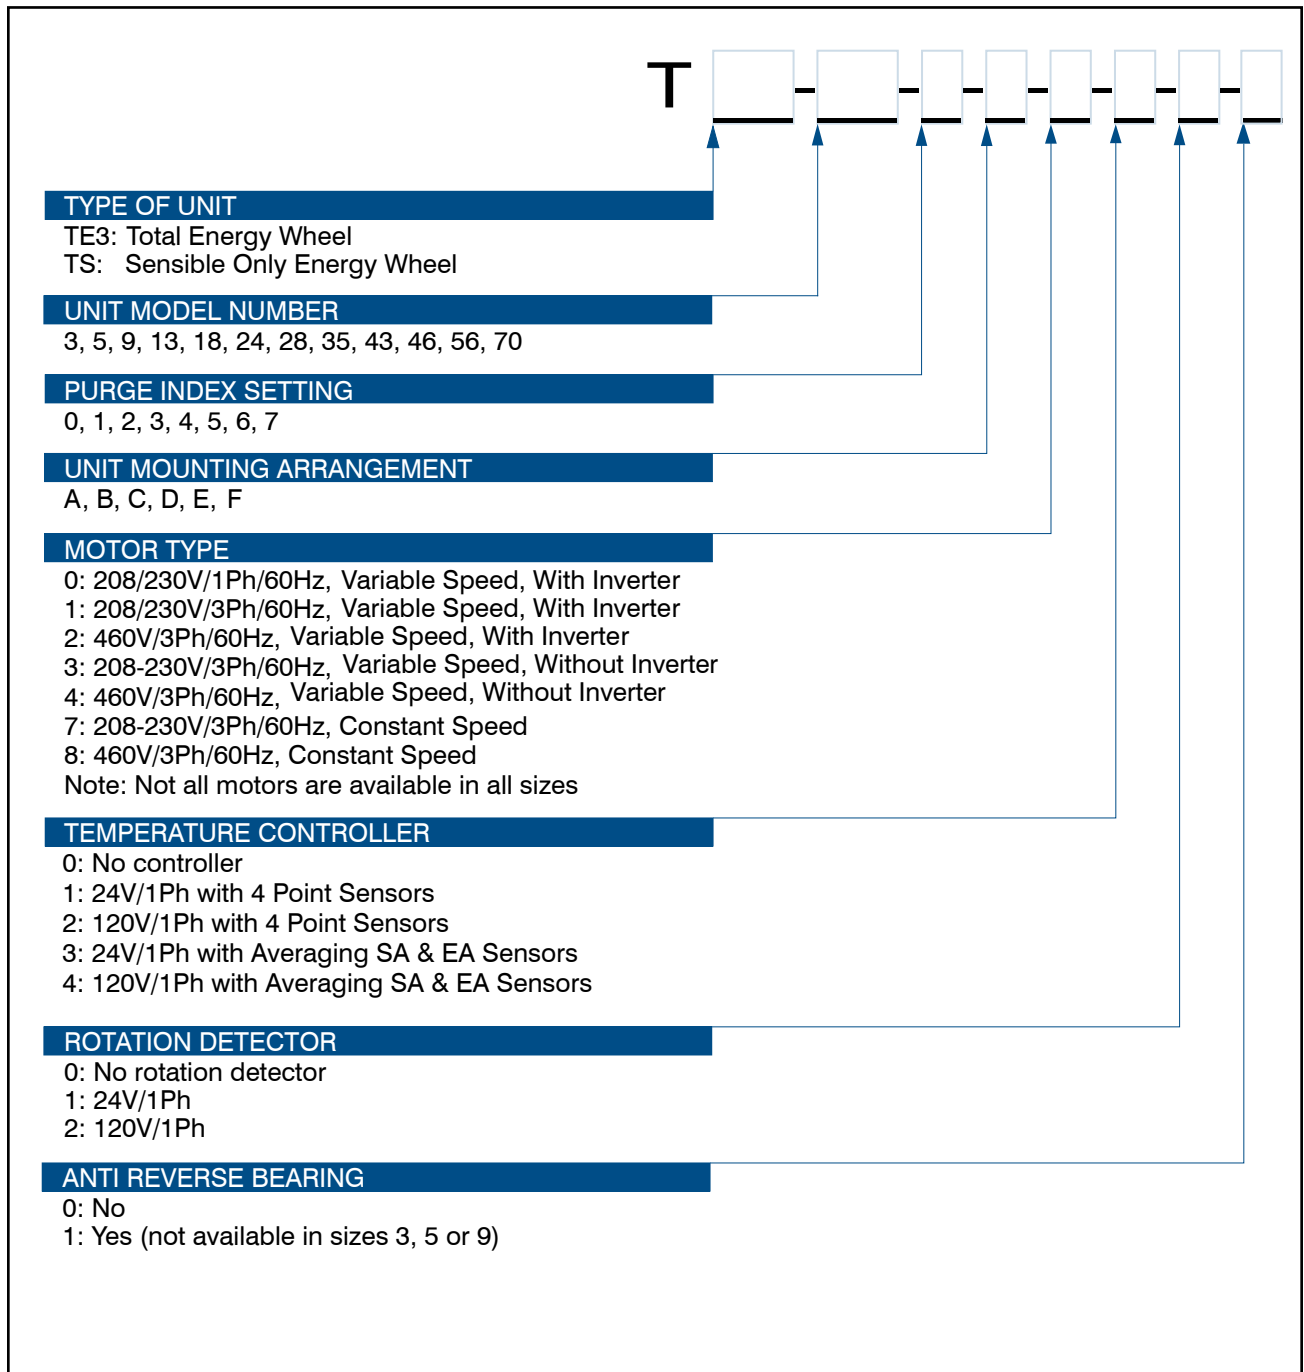 T - - - - - - -
TYPE OF UNIT
TE3: Total Energy Wheel
TS: Sensible Only Energy Wheel
UNIT MODEL NUMBER
3, 5, 9, 13, 18, 24, 28, 35, 43, 46, 56, 70
PURGE INDEX SETTING
0, 1, 2, 3, 4, 5, 6, 7
UNIT MOUNTING ARRANGEMENT
A, B, C, D, E, F
MOTOR TYPE
0: 208/230V/1Ph/60Hz, Variable Speed, With Inverter
1: 208/230V/3Ph/60Hz, Variable Speed, With Inverter
2: 460V/3Ph/60Hz, Variable Speed, With Inverter
3: 208-230V/3Ph/60Hz, Variable Speed, Without Inverter
4: 460V/3Ph/60Hz, Variable Speed, Without Inverter
7: 208-230V/3Ph/60Hz, Constant Speed
8: 460V/3Ph/60Hz, Constant Speed
Note: Not all motors are available in all sizes
TEMPERATURE CONTROLLER
0: No controller
1: 24V/1Ph with 4 Point Sensors
2: 120V/1Ph with 4 Point Sensors
3: 24V/1Ph with Averaging SA & EA Sensors
4: 120V/1Ph with Averaging SA & EA Sensors
ROTATION DETECTOR
0: No rotation detector
1: 24V/1Ph
2: 120V/1Ph
ANTI REVERSE BEARING
0: No
1: Yes (not available in sizes 3, 5 or 9)